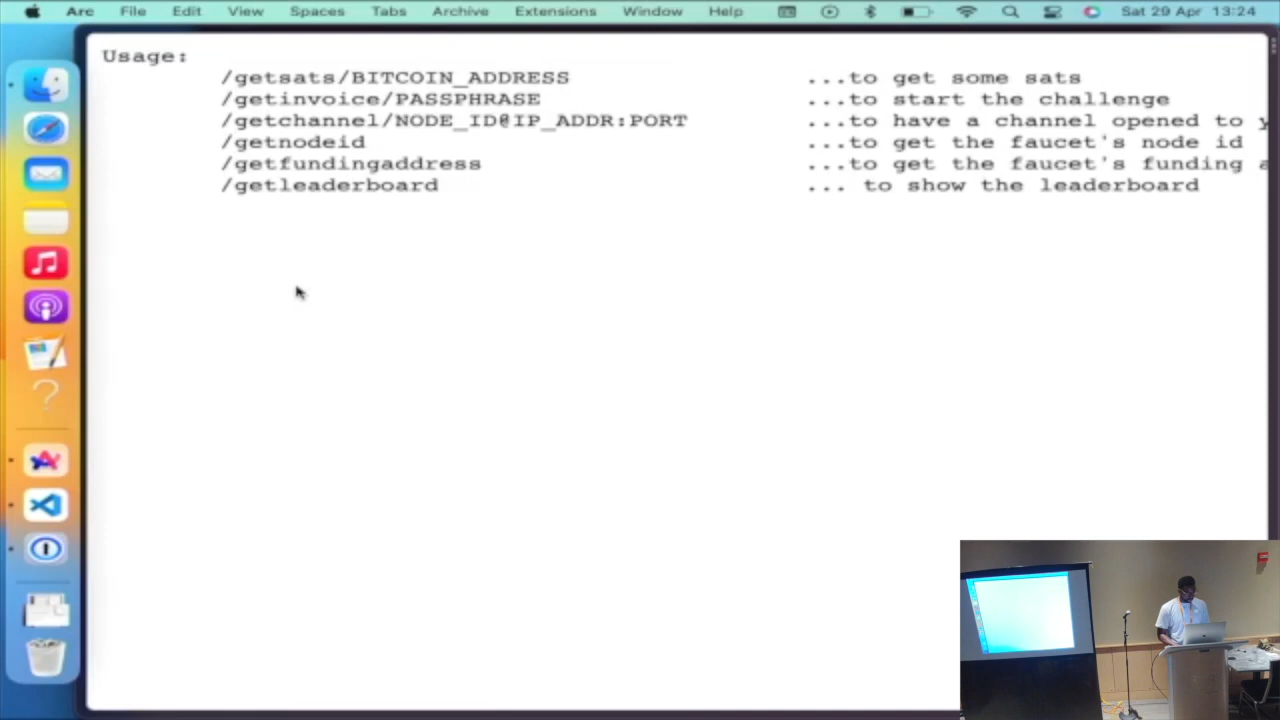 Arc File Edit View Spaces Tabs Archive Extensions Window Help Sat 29 Apr 13:24
Usage:
/getsats/BITCOIN_ADDRESS ...to get some sats
/getinvoice/PASSPHRASE ...to start the challenge
/getchannel/NODE_ID@IP_ADDR:PORT ...to have a channel opened to
/getnodeid ...to get the faucet's node id
/getfundingaddress ...to get the faucet's funding
/getleaderboard ... to show the leaderboard